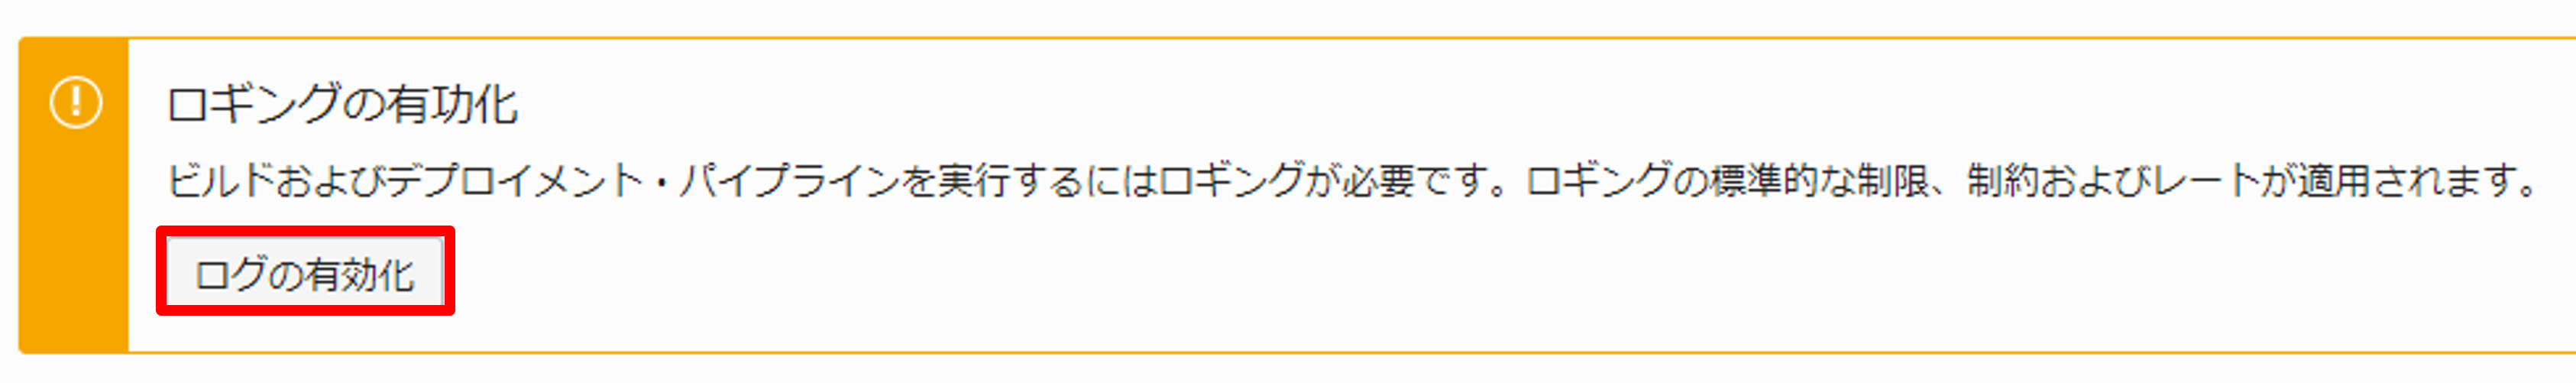 ロギングの有功化
ビルドおよびデプロイメント・パイプラインを実行するにはロギングが必要です。ロギングの標準的な制限、制約およびレートが適用されます。
ログの有効化